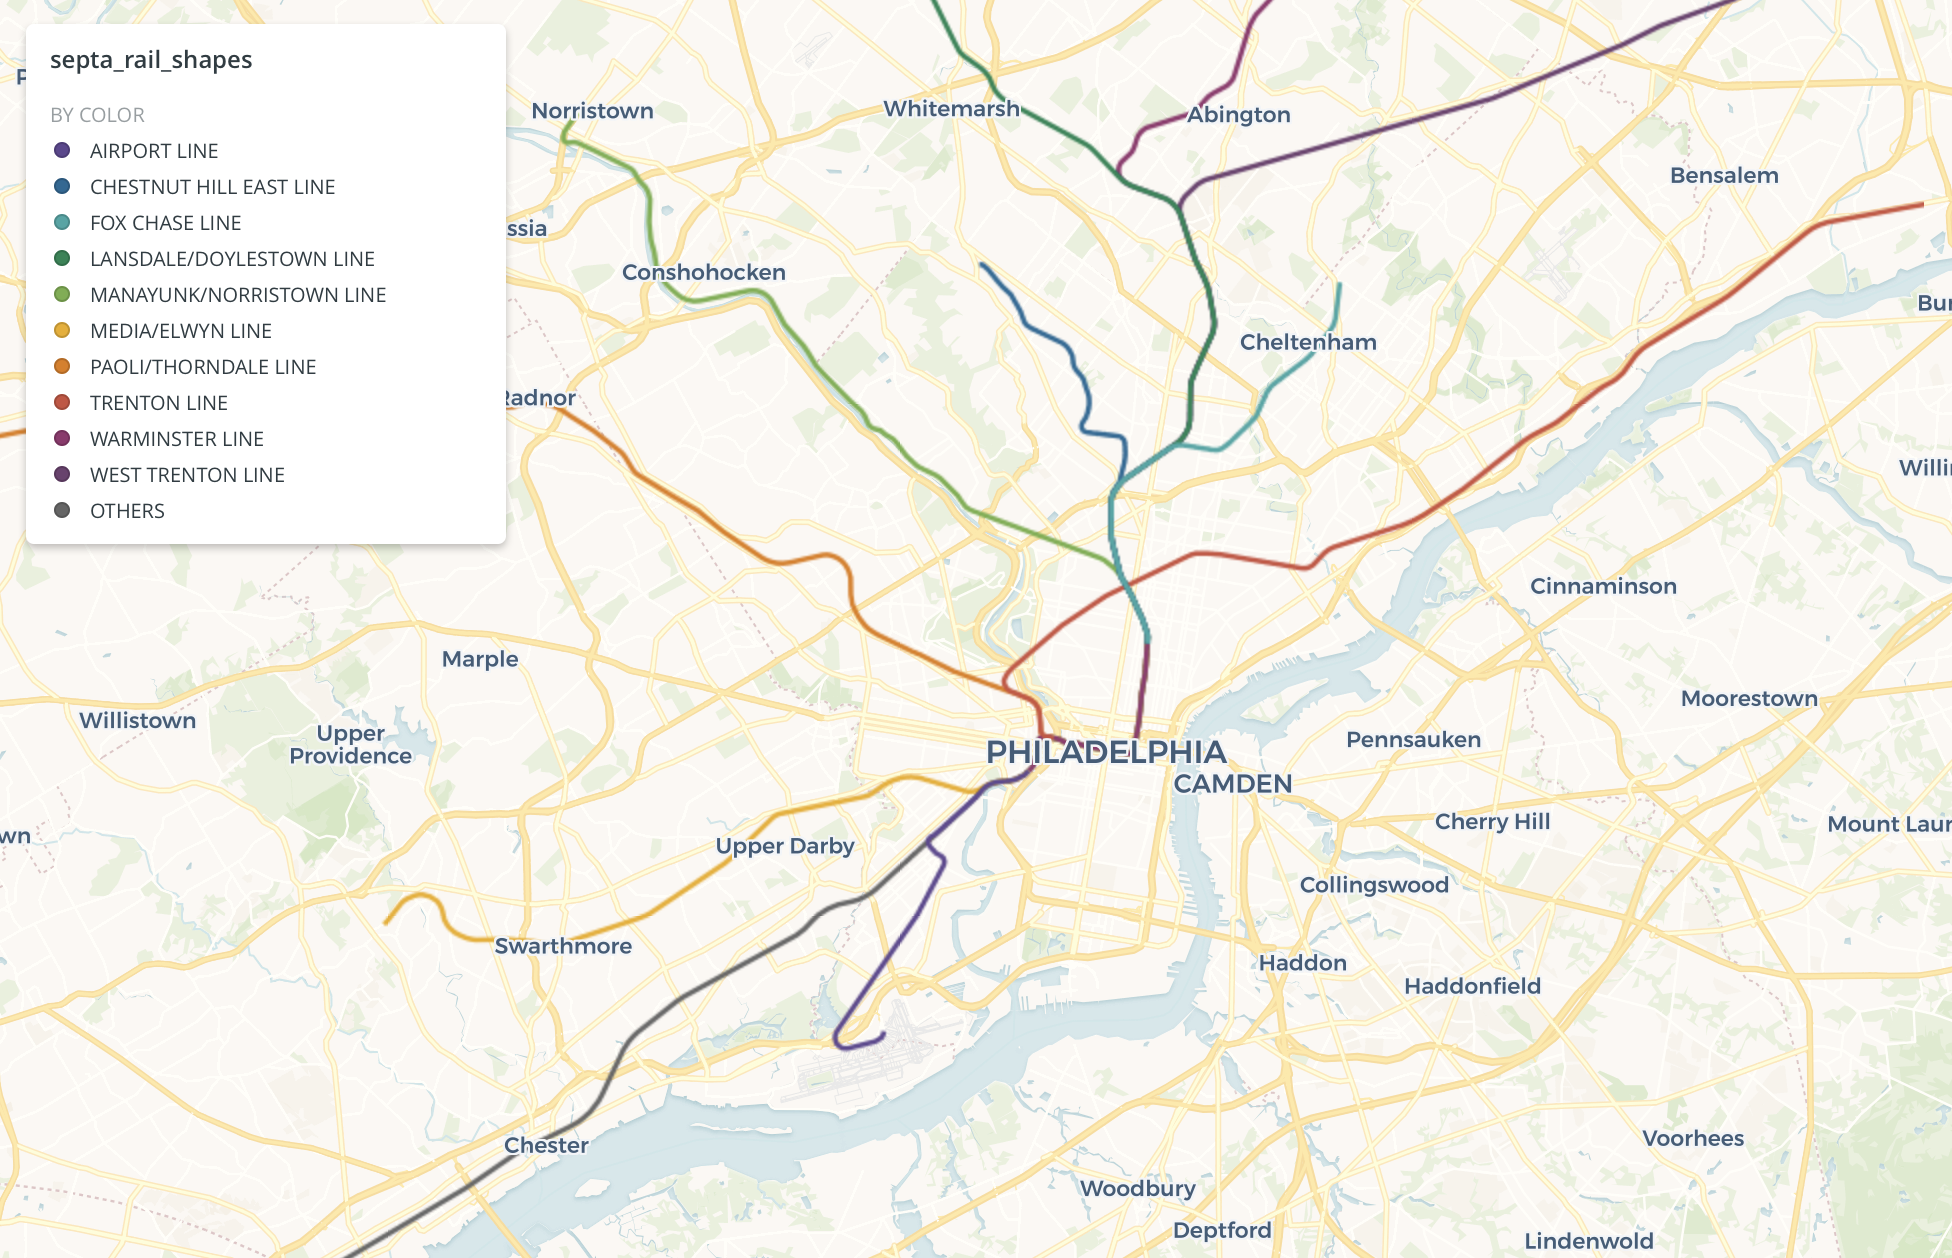 septa_rail_shapes
BY COLOR
AIRPORT LINE
CHESTNUT HILL EAST LINE
FOX CHASE LINE
LANSDALE/DOYLESTOWN LINE
MANAYUNK/NORRISTOWN LINE
MEDIA/ELWYN LINE
PAOLI/THORNDALE LINE
TRENTON LINE
WARMINSTER LINE
WEST TRENTON LINE
OTHERS
Norristown
Whitemarsh
Abington
Bensalem
ssia
Conshohocken
Bu
Cheltenham
Radnor
Willi
Cinnaminson
Marple
Moorestown
Willistown
Upper
Providence
Pennsauken
PHILADELPHIA
CAMDEN
Cherry Hill
Mount Laur
wn
Upper Darby
Collingswood
Swarthmore
Haddon
Haddonfield
Chester
Voorhees
Woodbury
Deptford
Lindenwold